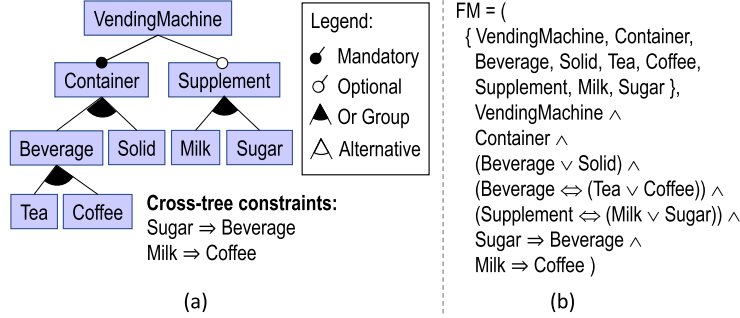 VendingMachine
Container
Supplement
Beverage
Solid
Milk
Sugar
Tea
Coffee
Legend:
Mandatory
Optional
Or Group
Alternative
Cross-tree constraints:
Sugar ⇒ Beverage
Milk ⇒ Coffee
(a)
FM = (
{ VendingMachine, Container,
Beverage, Solid, Tea, Coffee,
Supplement, Milk, Sugar },
VendingMachine ∧
Container ∧
(Beverage ∨ Solid) ∧
(Beverage ⇔ (Tea ∨ Coffee)) ∧
(Supplement ⇔ (Milk ∨ Sugar)) ∧
Sugar ⇒ Beverage ∧
Milk ⇒ Coffee )
(b)